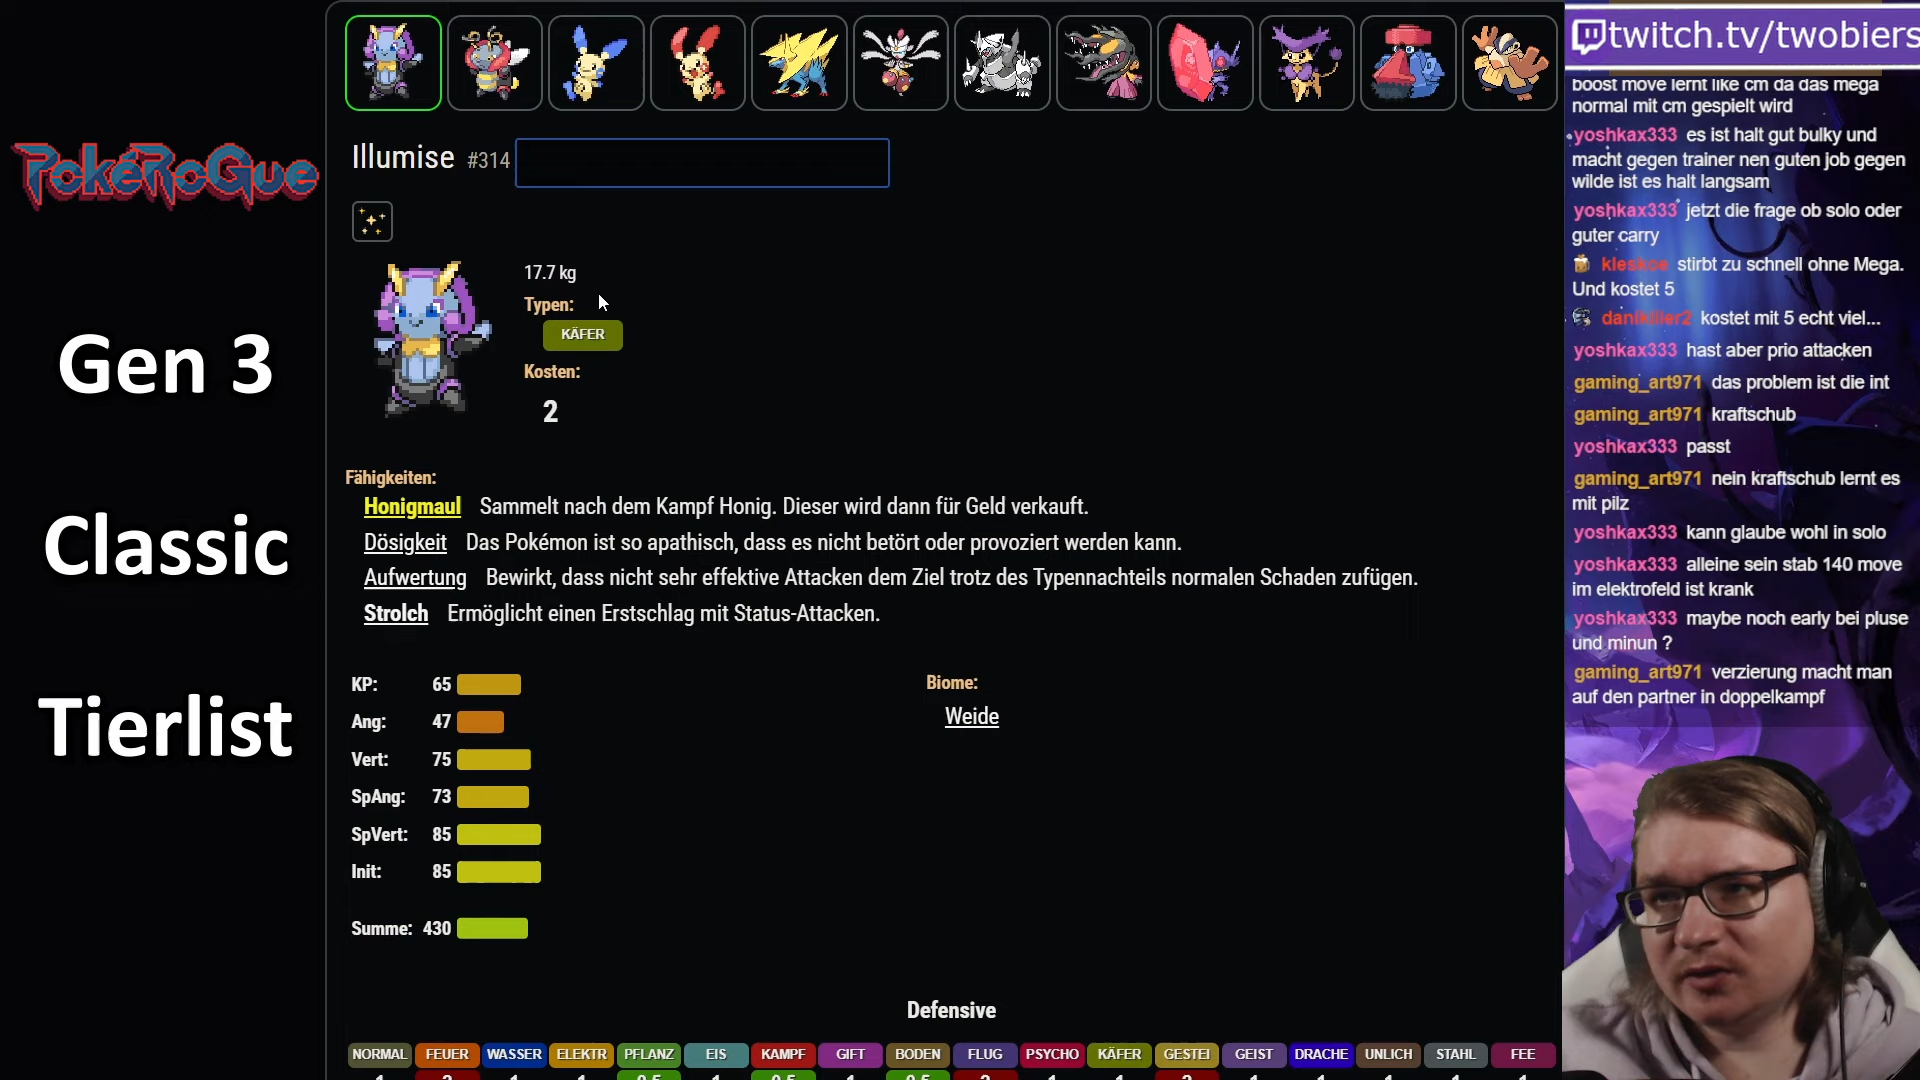 twitch.tv/twobiers
PokéRoGue
Gen 3
Classic
Tierlist
Illumise #314
17.7 kg
Typen:
KÄFER
Kosten:
2
Fähigkeiten:
Honigmaul Sammelt nach dem Kampf Honig. Dieser wird dann für Geld verkauft.
Dösigkeit Das Pokémon ist so apathisch, dass es nicht betört oder provoziert werden kann.
Aufwertung Bewirkt, dass nicht sehr effektive Attacken dem Ziel trotz des Typennachteils normalen Schaden zufügen.
Strolch Ermöglicht einen Erstschlag mit Status-Attacken.
KP: 65
Ang: 47
Vert: 75
SpAng: 73
SpVert: 85
Init: 85
Summe: 430
Biome:
Weide
Defensive
NORMAL FEUER WASSER ELEKTR PFLANZ EIS KAMPF GIFT BODEN FLUG PSYCHO KÄFER GESTEI GEIST DRACHE UNLICH STAHL FEE
boost move lernt like cm da das mega
normal mit cm gespielt wird
yoshkax333 es ist halt gut bulky und
macht gegen trainer nen guten job gegen
wilde ist es halt langsam
yoshkax333 jetzt die frage ob solo oder
guter carry
kleskoe stirbt zu schnell ohne Mega.
Und kostet 5
danikiller2 kostet mit 5 echt viel...
yoshkax333 hast aber prio attacken
gaming_art971 das problem ist die int
gaming_art971 kraftschub
yoshkax333 passt
gaming_art971 nein kraftschub lernt es
mit pilz
yoshkax333 kann glaube wohl in solo
yoshkax333 alleine sein stab 140 move
im elektrofeld ist krank
yoshkax333 maybe noch early bei pluse
und minun ?
gaming_art971 verzierung macht man
auf den partner in doppelkampf